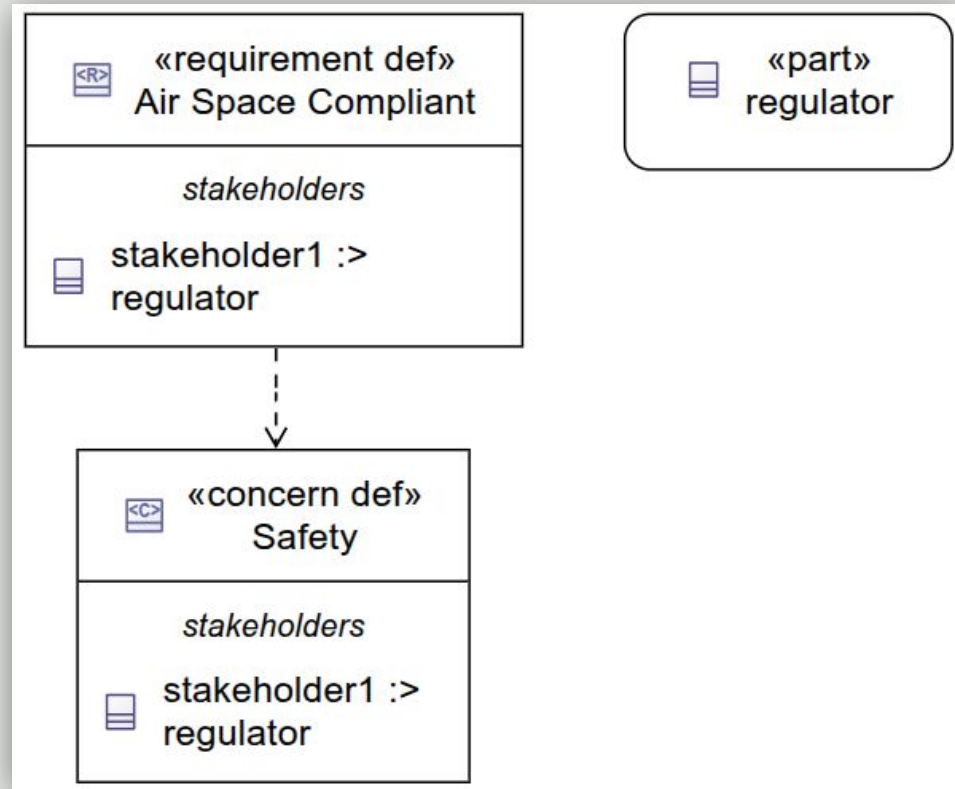 <R>
«requirement def»
Air Space Compliant
stakeholders
stakeholder1 :>
regulator
«part»
regulator
<C>
«concern def»
Safety
stakeholders
stakeholder1 :>
regulator